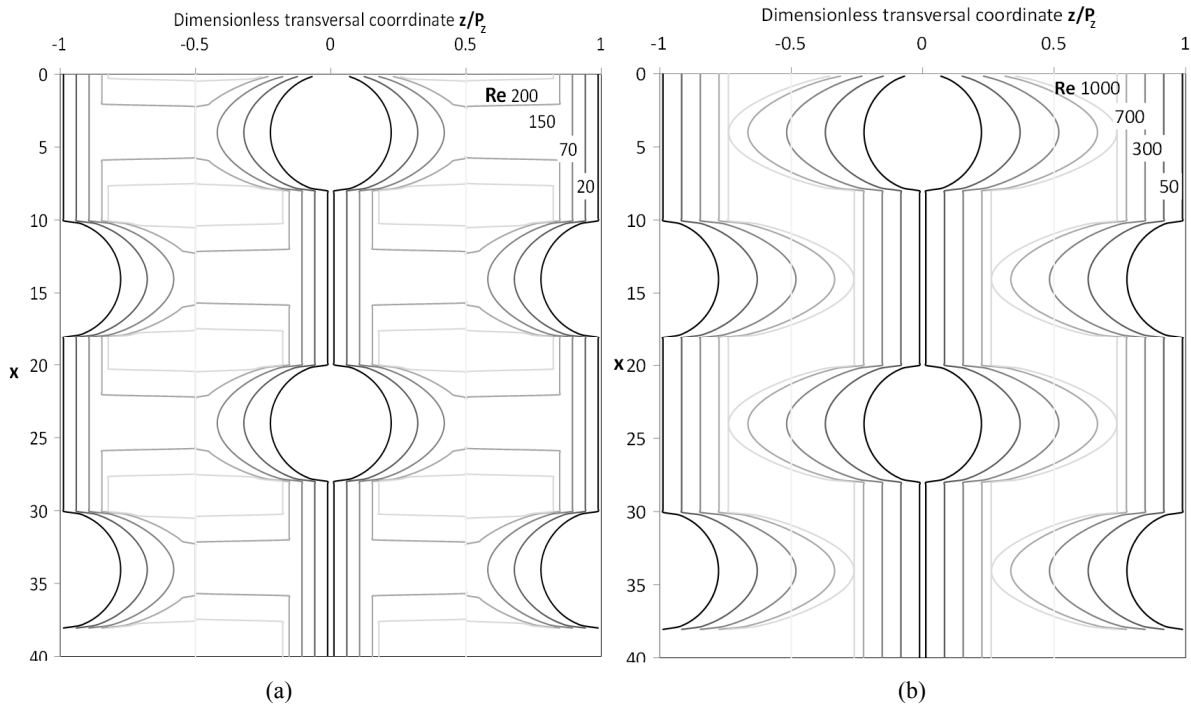 Dimensionless transversal coorrdinate z/Pz
-1 -0.5 0 0.5 1
0
5
10
15
20
25
30
35
40
x
Re 200
150
70
20
(a)
Dimensionless transversal coordinate z/Pz
-1 -0.5 0 0.5 1
0
5
10
15
20
25
30
35
40
x
Re 1000
700
300
50
(b)